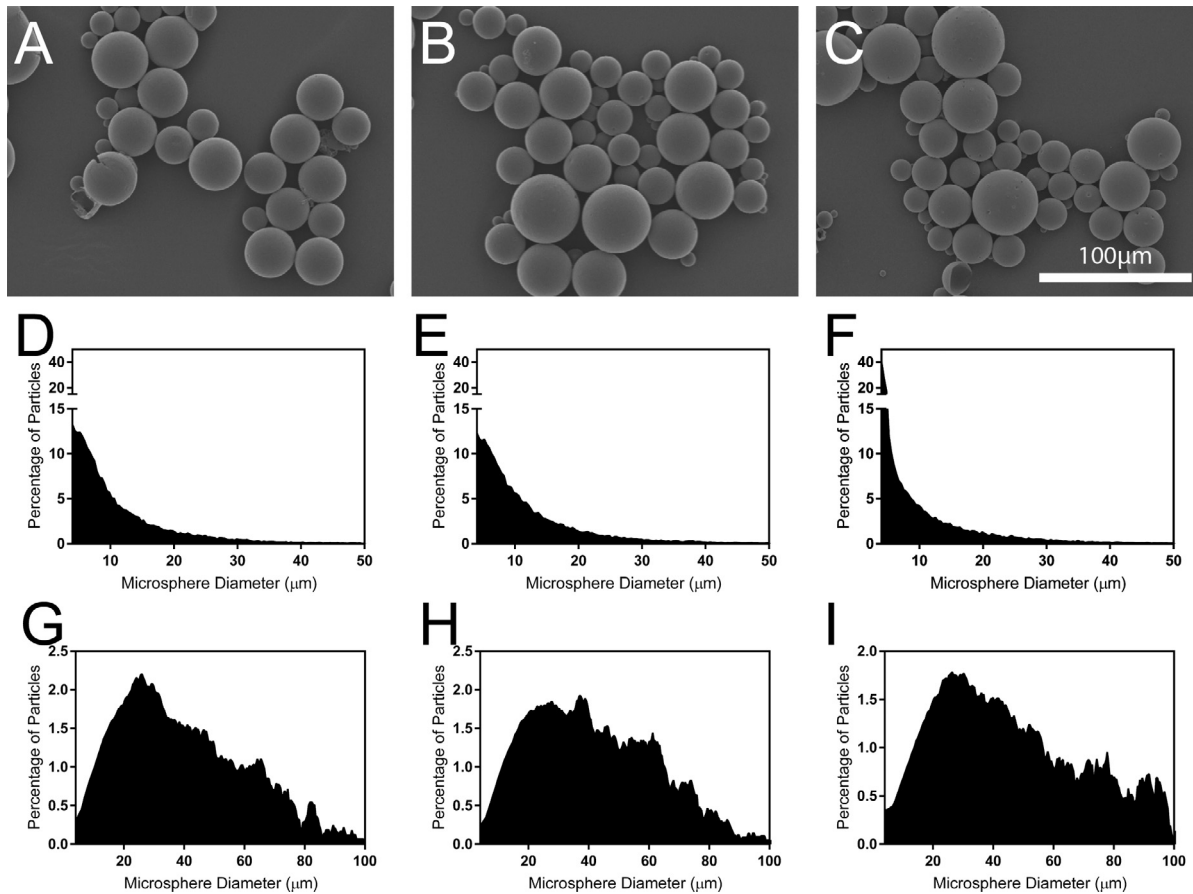 A B C
100µm
D E F
Percentage of Particles
40
20
15
10
5
0
10 20 30 40 50
Microsphere Diameter (µm)
Percentage of Particles
40
20
15
10
5
0
10 20 30 40 50
Microsphere Diameter (µm)
Percentage of Particles
40
20
15
10
5
0
10 20 30 40 50
Microsphere Diameter (µm)
G H I
Percentage of Particles
2.5
2.0
1.5
1.0
0.5
0.0
20 40 60 80 100
Microsphere Diameter (µm)
Percentage of Particles
2.5
2.0
1.5
1.0
0.5
0.0
20 40 60 80 100
Microsphere Diameter (µm)
Percentage of Particles
2.0
1.5
1.0
0.5
0.0
20 40 60 80 100
Microsphere Diameter (µm)